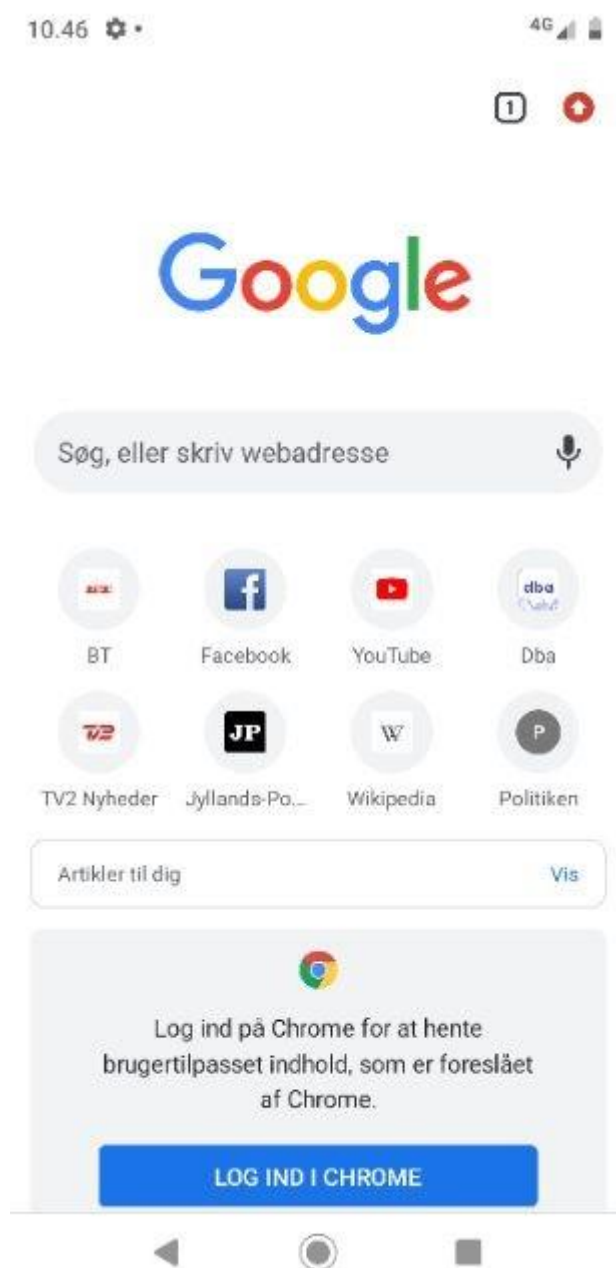 10.46
4G
1
Google
Søg, eller skriv webadresse
dba
BT Facebook YouTube Dba
TV2 JP W P
TV2 Nyheder Jyllands-Po... Wikipedia Politiken
Artikler til dig Vis
Log ind på Chrome for at hente
brugertilpasset indhold, som er foreslået
af Chrome.
LOG IND I CHROME